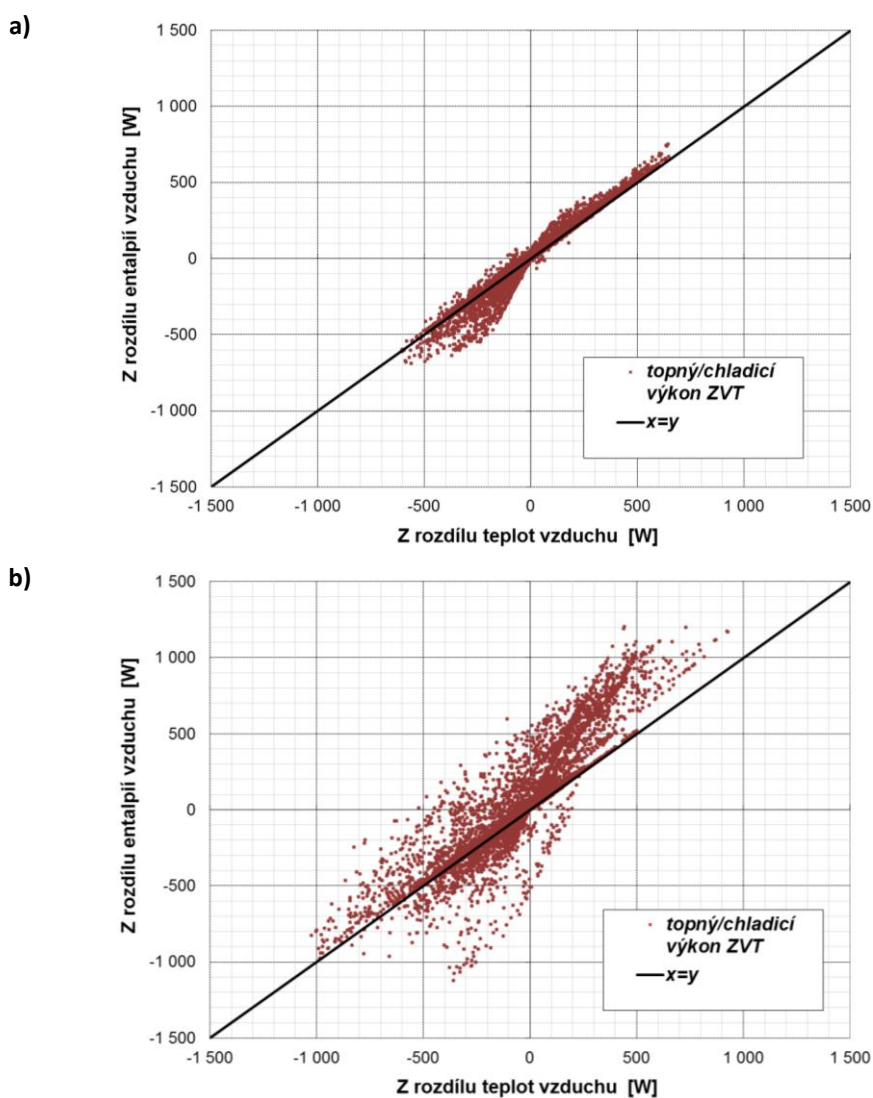 a)
1 500
1 000
500
0
-500
-1 000
-1 500
Z rozdílu entalpií vzduchu [W]
topný/chladicí
výkon ZVT
x=y
-1 500 -1 000 -500 0 500 1 000 1 500
Z rozdílu teplot vzduchu [W]
b)
1 500
1 000
500
0
-500
-1 000
-1 500
Z rozdílu entalpií vzduchu [W]
topný/chladicí
výkon ZVT
x=y
-1 500 -1 000 -500 0 500 1 000 1 500
Z rozdílu teplot vzduchu [W]